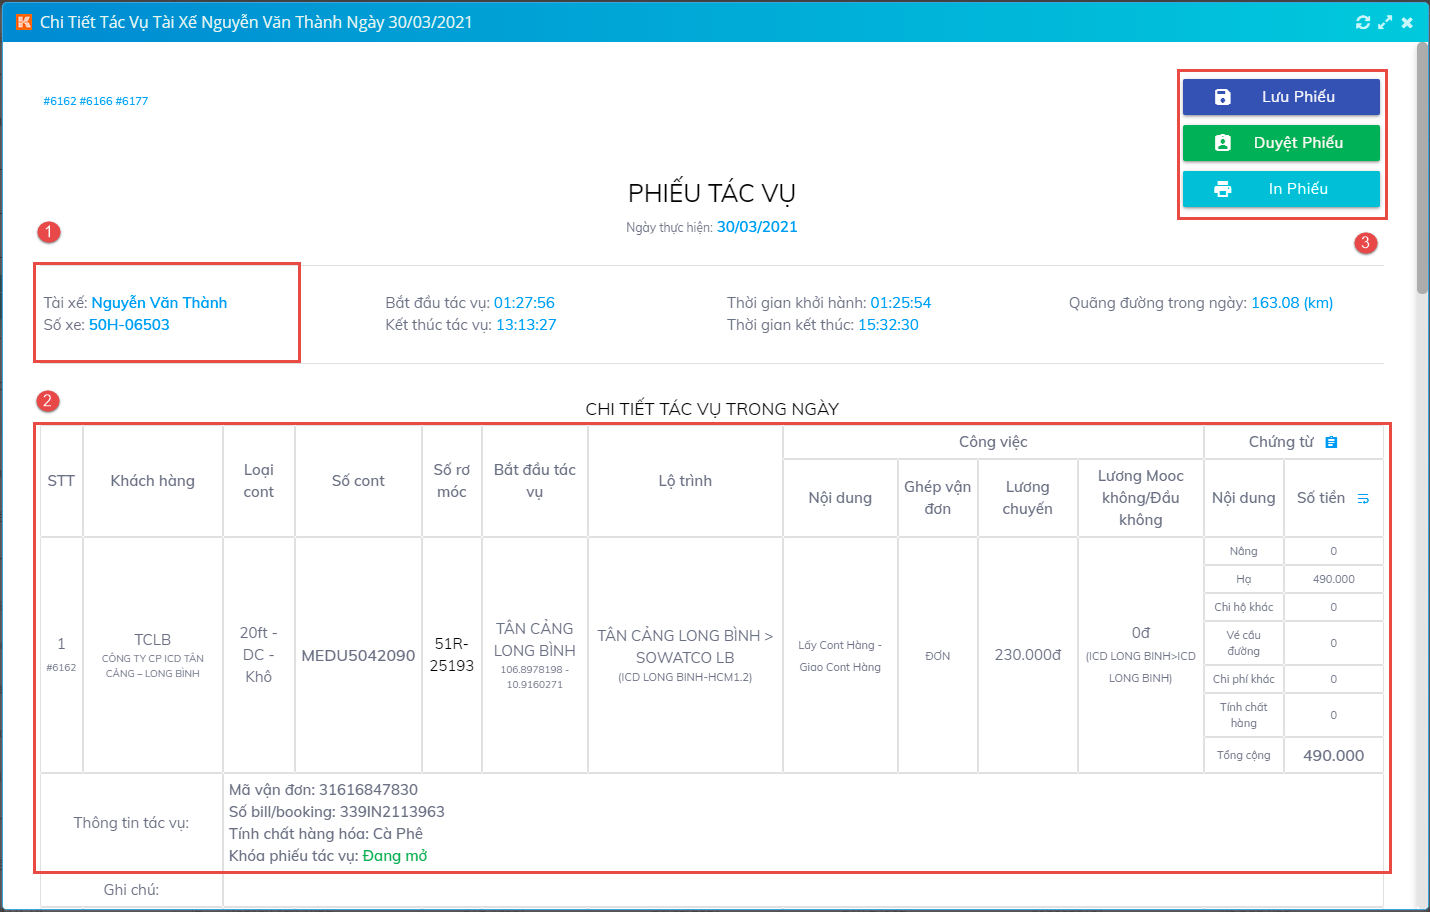 Chi Tiết Tác Vụ Tài Xế Nguyễn Văn Thành Ngày 30/03/2021
#6162 #6166 #6177
Lưu Phiếu
Duyệt Phiếu
In Phiếu
PHIẾU TÁC VỤ
Ngày thực hiện: 30/03/2021
1
3
Tài xế: Nguyễn Văn Thành
Số xe: 50H-06503
Bắt đầu tác vụ: 01:27:56
Kết thúc tác vụ: 13:13:27
Thời gian khởi hành: 01:25:54
Thời gian kết thúc: 15:32:30
Quãng đường trong ngày: 163.08 (km)
2
CHI TIẾT TÁC VỤ TRONG NGÀY
STT
Khách hàng
Loại
cont
Số cont
Số rơ
móc
Bắt đầu tác
vụ
Lộ trình
Công việc
Nội dung
Ghép vận
đơn
Lương
chuyến
Lương Mooc
không/Đầu
không
Chứng từ
Nội dung
Số tiền
1
#6162
TCLB
CÔNG TY CP ICD TÂN
CẢNG – LONG BÌNH
20ft -
DC -
Khô
MEDU5042090
51R-
25193
TÂN CẢNG
LONG BÌNH
106.8978198 -
10.9160271
TÂN CẢNG LONG BÌNH >
SOWATCO LB
(ICD LONG BINH-HCM1.2)
Lấy Cont Hàng -
Giao Cont Hàng
ĐƠN
230.000đ
0đ
(ICD LONG BINH>ICD
LONG BINH)
Nâng
0
Hạ
490.000
Chi hộ khác
0
Vé cầu
đường
0
Chi phí khác
0
Tính chất
hàng
0
Tổng cộng
490.000
Thông tin tác vụ:
Mã vận đơn: 31616847830
Số bill/booking: 339IN2113963
Tính chất hàng hóa: Cà Phê
Khóa phiếu tác vụ: Đang mở
Ghi chú: